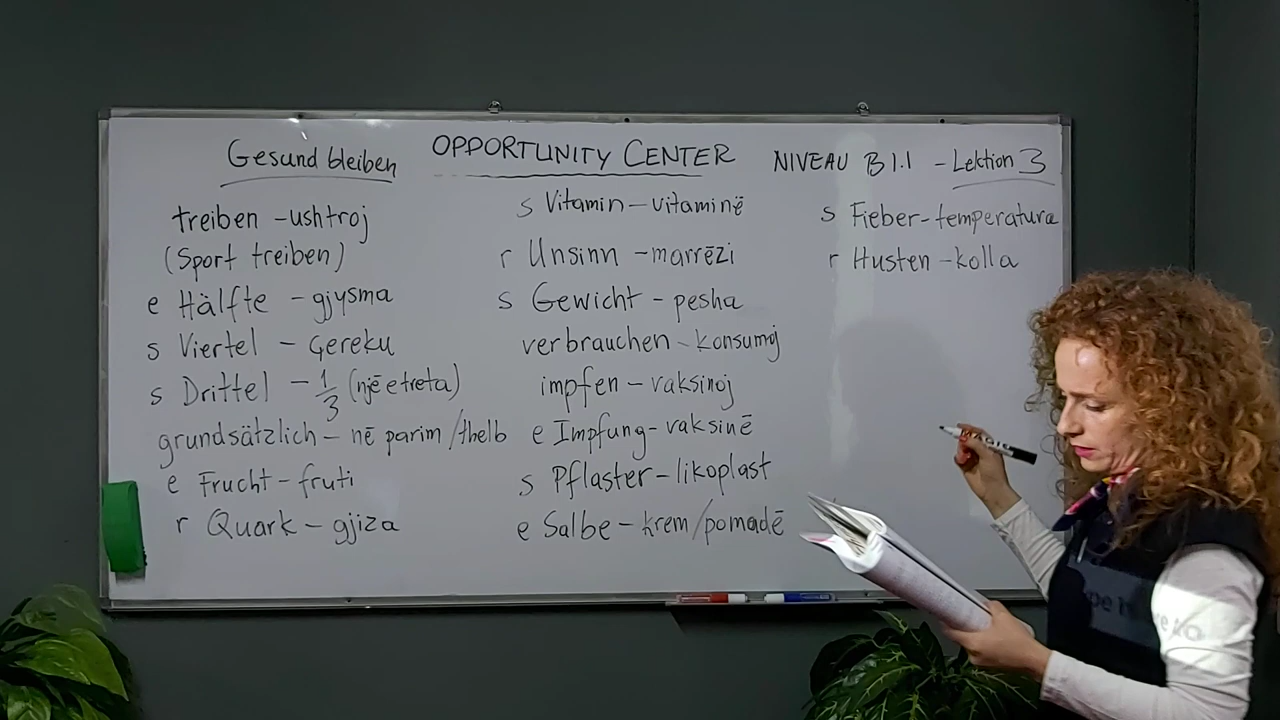 Gesund bleiben
OPPORTUNITY CENTER
NIVEAU B1.1 - Lektion 3
treiben - ushtroj
(Sport treiben)
e Hälfte - gjysma
s Viertel - çereku
s Drittel - 1/3 (një e treta)
grundsätzlich - në parim/thelb
e Frucht - fruti
r Quark - gjiza
s Vitamin - vitaminë
r Unsinn - marrëzi
s Gewicht - pesha
verbrauchen - konsumoj
impfen - vaksinoj
e Impfung - vaksinë
s Pflaster - likoplast
e Salbe - krem/pomadë
s Fieber - temperatura
r Husten - kolla